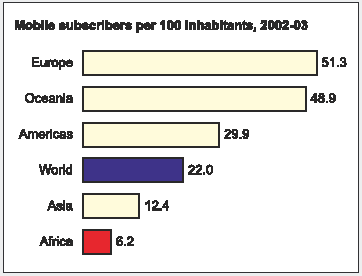 Mobile subscribers per 100 inhabitants, 2002-03
Europe 51.3
Oceania 48.9
Americas 29.9
World 22.0
Asia 12.4
Africa 6.2